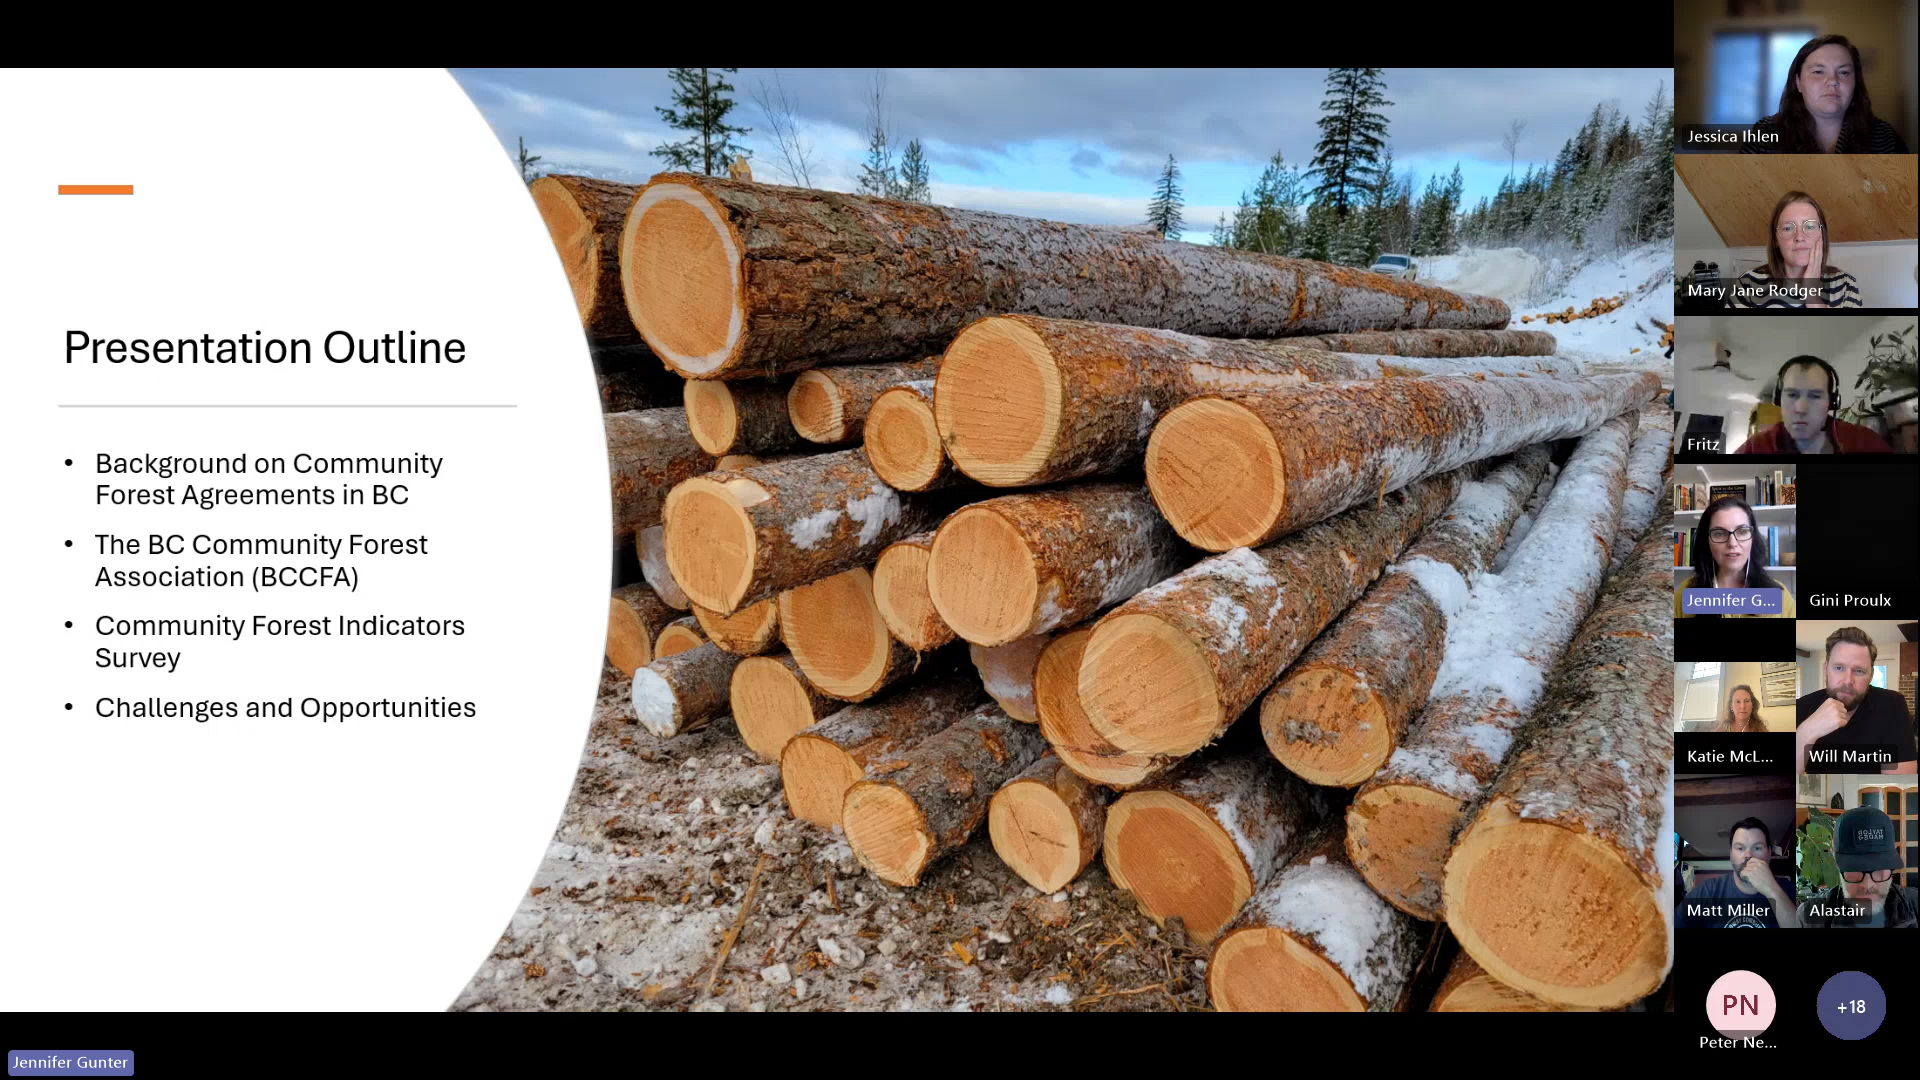 Presentation Outline
• Background on Community
Forest Agreements in BC
• The BC Community Forest
Association (BCCFA)
• Community Forest Indicators
Survey
• Challenges and Opportunities
Jennifer Gunter
Jessica Ihlen
Mary Jane Rodger
Fritz
Jennifer G...
Gini Proulx
Katie McL...
Will Martin
Matt Miller
Alastair
PN
Peter Ne...
+18